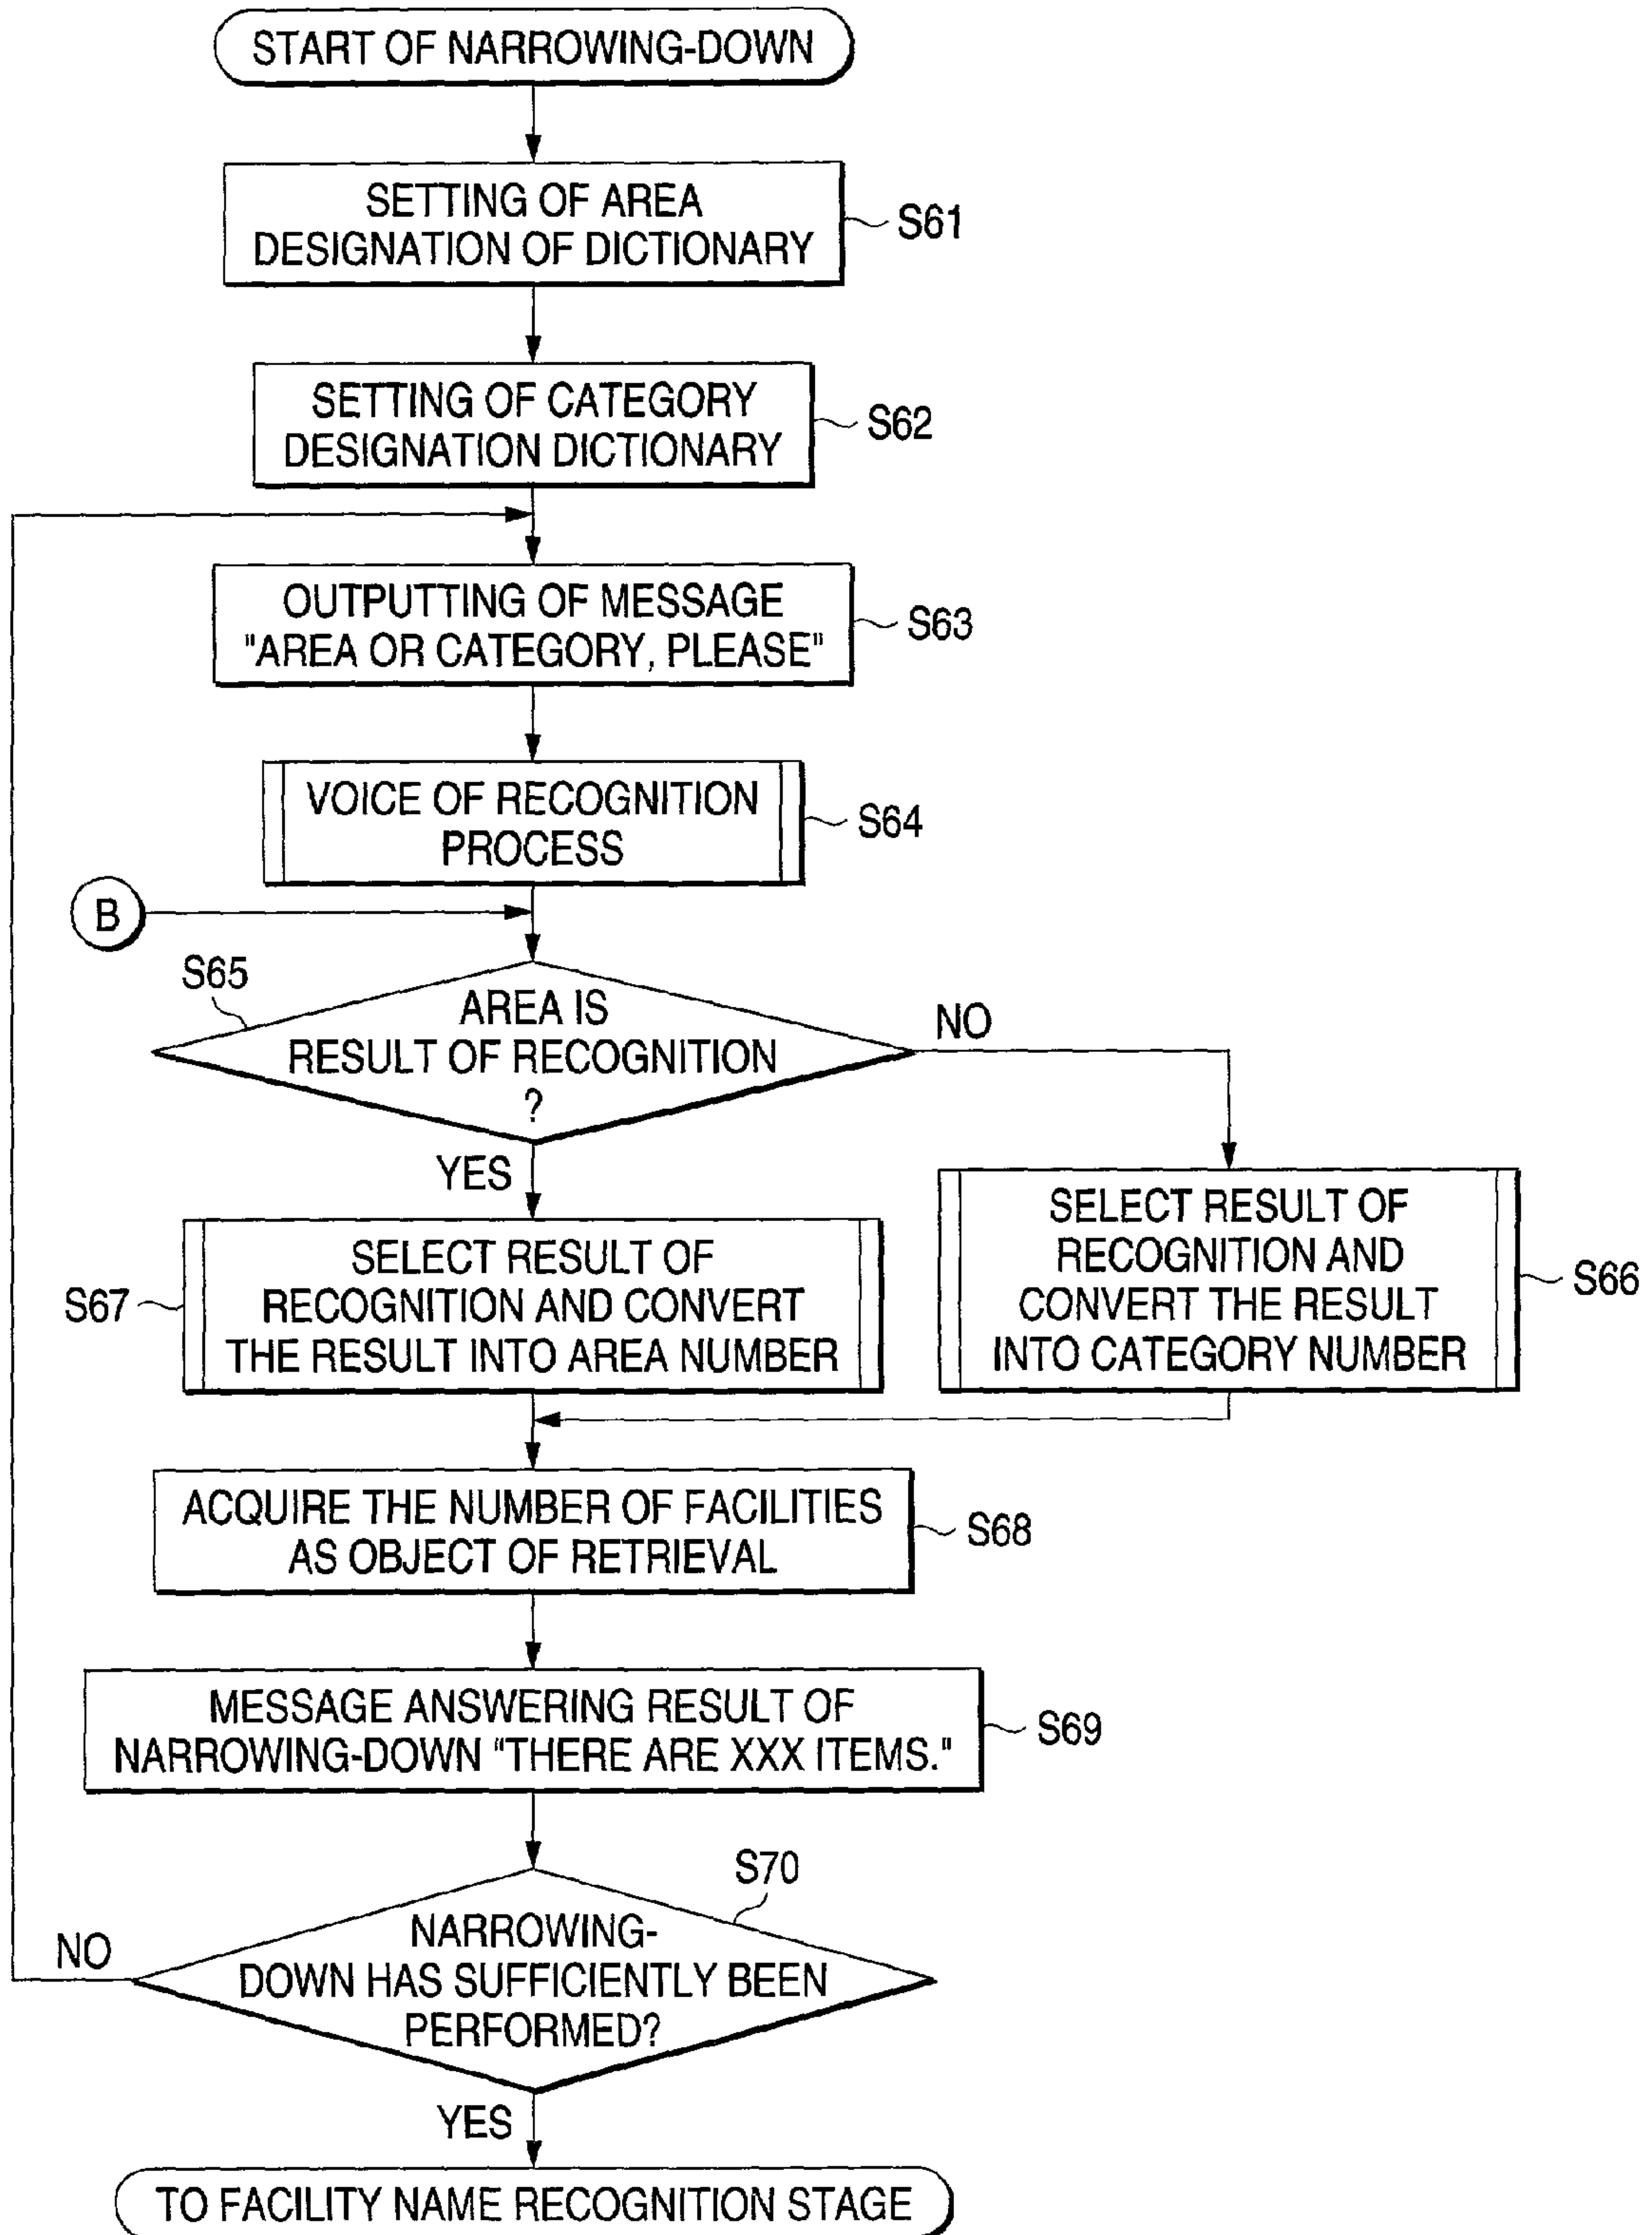 START OF NARROWING-DOWN
SETTING OF AREA
DESIGNATION OF DICTIONARY
S61
SETTING OF CATEGORY
DESIGNATION DICTIONARY
S62
OUTPUTTING OF MESSAGE
"AREA OR CATEGORY, PLEASE"
S63
VOICE OF RECOGNITION
PROCESS
S64
B
S65
AREA IS
RESULT OF RECOGNITION
?
NO
YES
SELECT RESULT OF
RECOGNITION AND
CONVERT THE RESULT
INTO CATEGORY NUMBER
S66
S67
SELECT RESULT OF
RECOGNITION AND CONVERT
THE RESULT INTO AREA NUMBER
ACQUIRE THE NUMBER OF FACILITIES
AS OBJECT OF RETRIEVAL
S68
MESSAGE ANSWERING RESULT OF
NARROWING-DOWN "THERE ARE XXX ITEMS."
S69
S70
NARROWING-
DOWN HAS SUFFICIENTLY BEEN
PERFORMED?
NO
YES
TO FACILITY NAME RECOGNITION STAGE